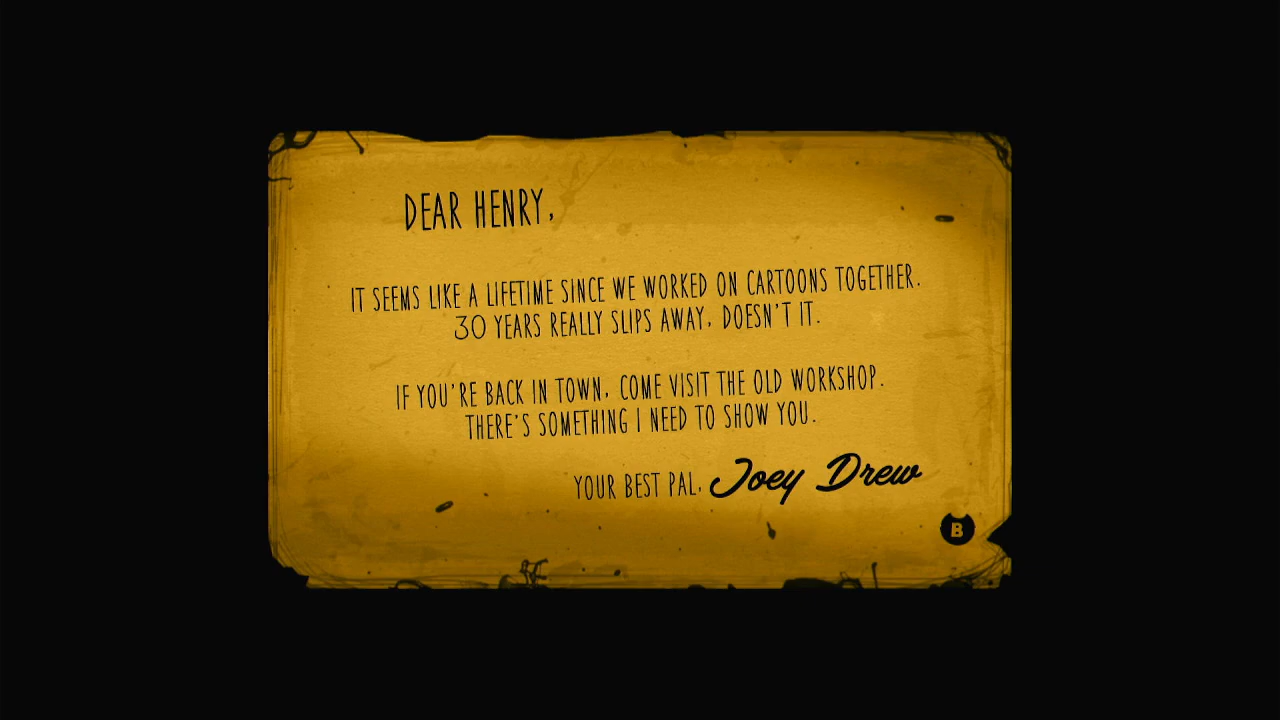 DEAR HENRY,
IT SEEMS LIKE A LIFETIME SINCE WE WORKED ON CARTOONS TOGETHER.
30 YEARS REALLY SLIPS AWAY, DOESN'T IT.
IF YOU'RE BACK IN TOWN, COME VISIT THE OLD WORKSHOP.
THERE'S SOMETHING I NEED TO SHOW YOU.
YOUR BEST PAL, Joey Drew
B